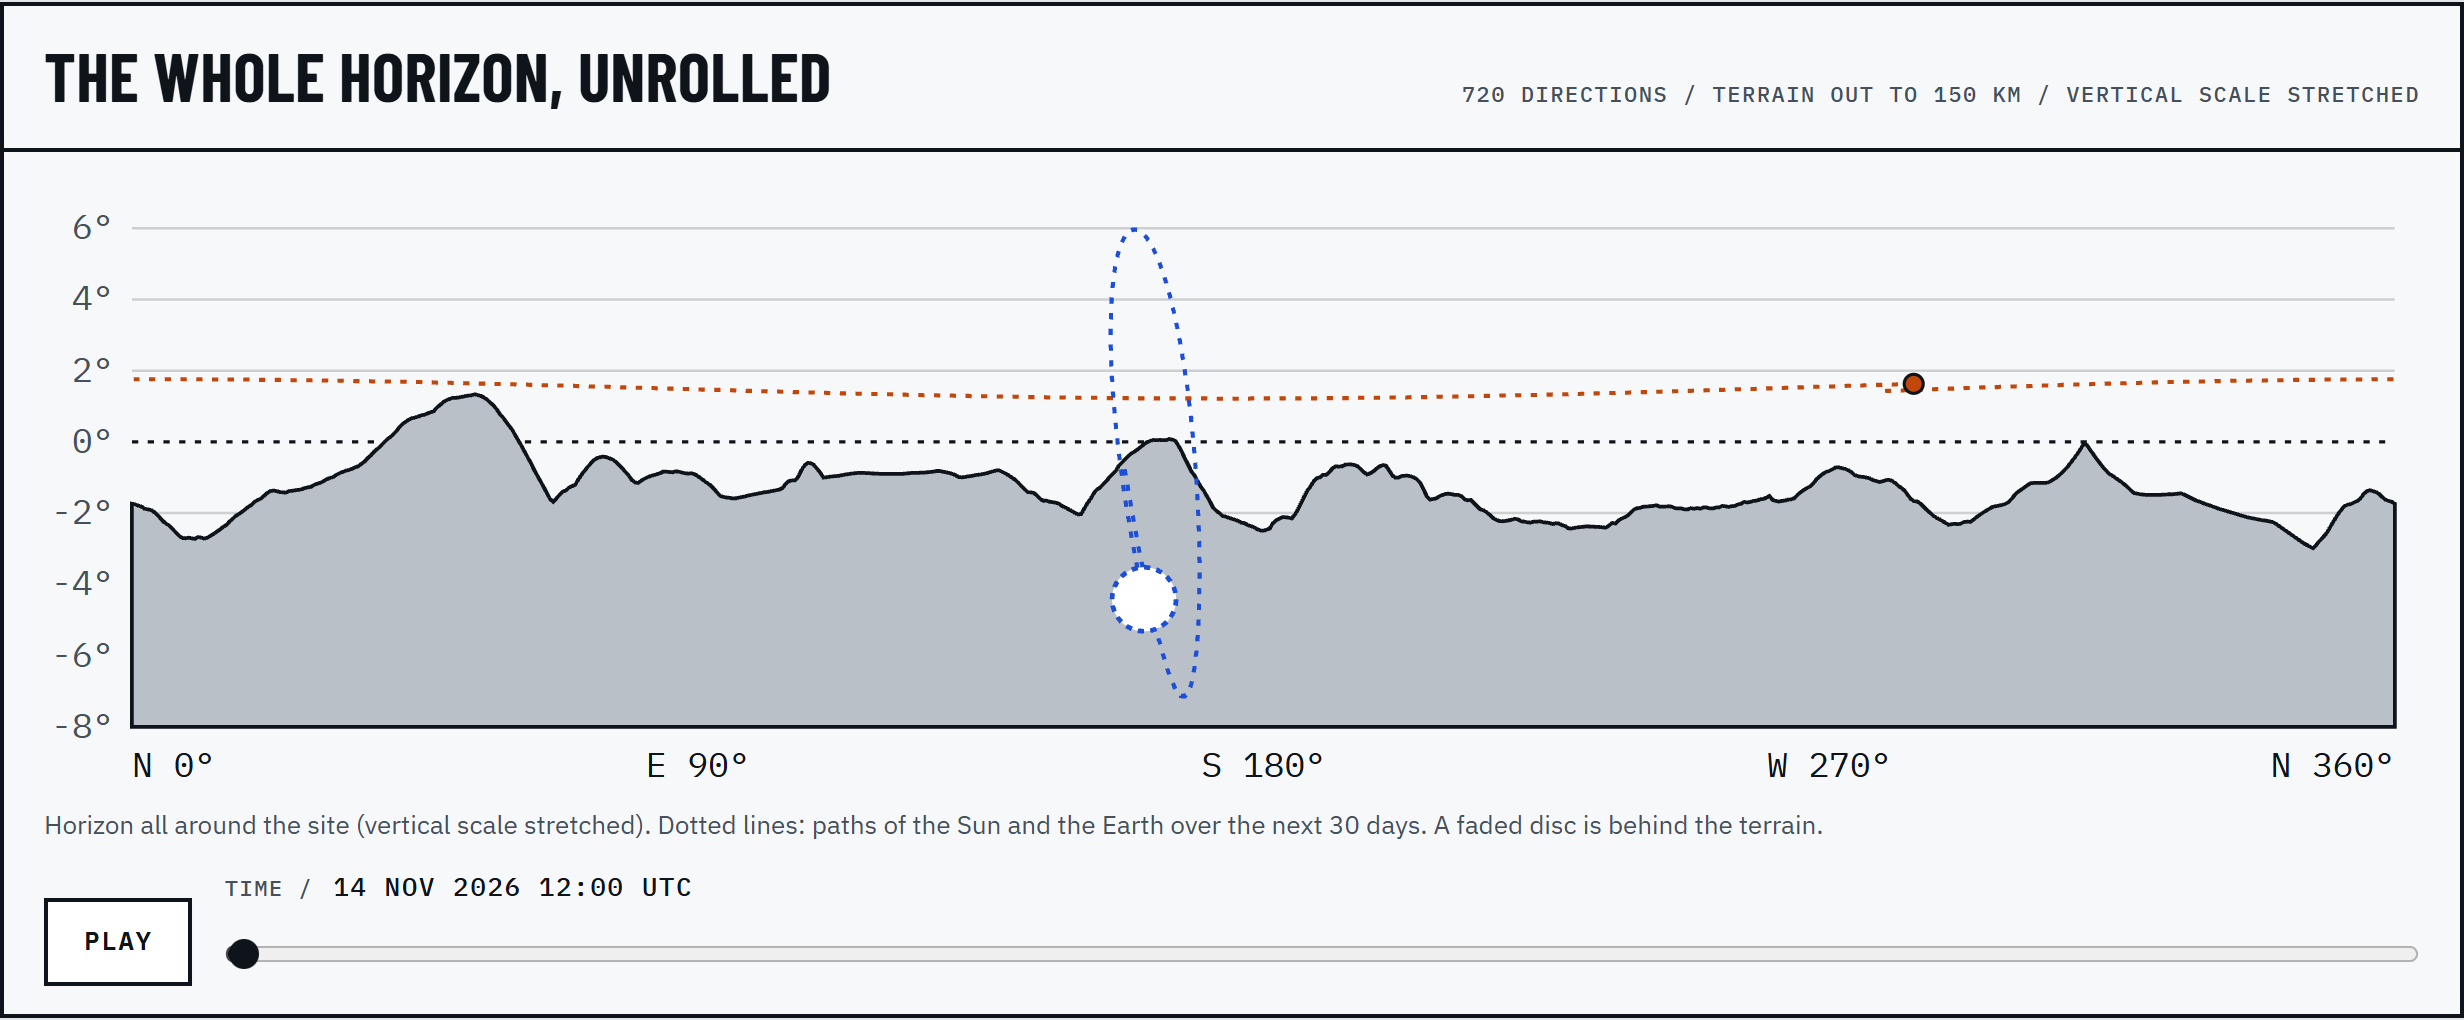 THE WHOLE HORIZON, UNROLLED
720 DIRECTIONS / TERRAIN OUT TO 150 KM / VERTICAL SCALE STRETCHED
6°
4°
2°
0°
-2°
-4°
-6°
-8°
N 0° E 90° S 180° W 270° N 360°
Horizon all around the site (vertical scale stretched). Dotted lines: paths of the Sun and the Earth over the next 30 days. A faded disc is behind the terrain.
TIME / 14 NOV 2026 12:00 UTC
PLAY